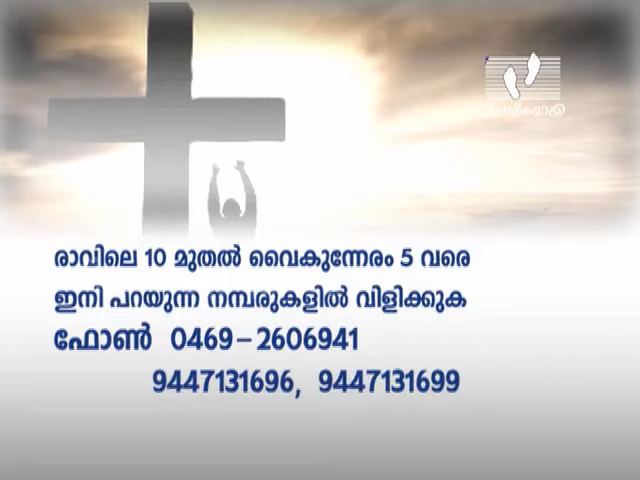 രാവിലെ 10 മുതൽ വൈകുന്നേരം 5 വരെ
ഇനി പറയുന്ന നമ്പരുകളിൽ വിളിക്കുക
ഫോൺ 0469-2606941
9447131696, 9447131699